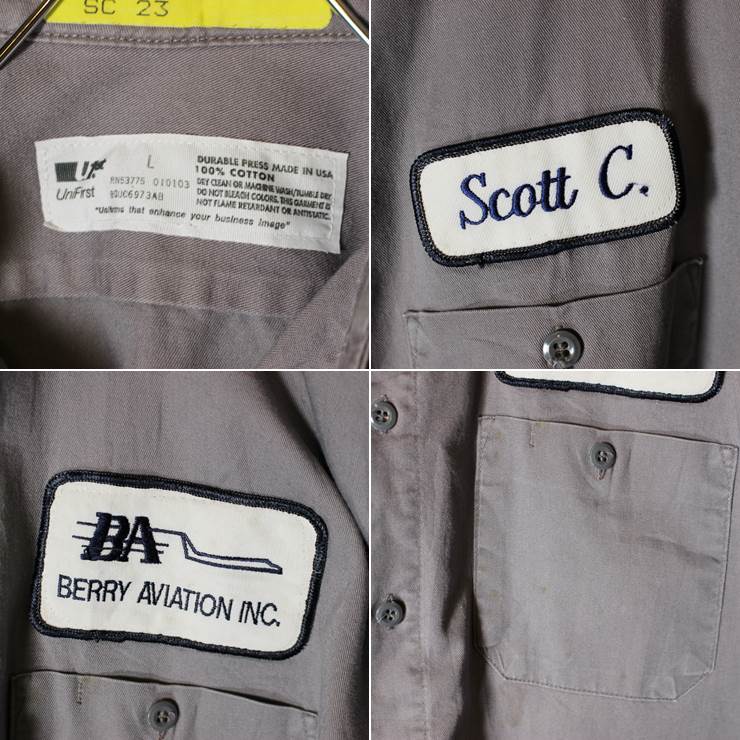 SC 23
U
UniFirst
L
RN53775 010103
DURABLE PRESS MADE IN USA
100% COTTON
DRY CLEAN OR MACHINE WASH/TUMBLE DRY
DO NOT BLEACH COLORS. THIS GARMENT IS
NOT FLAME RETARDANT OR ANTISTATIC.
that enhance your business image"
Scott C.
BA
BERRY AVIATION INC.